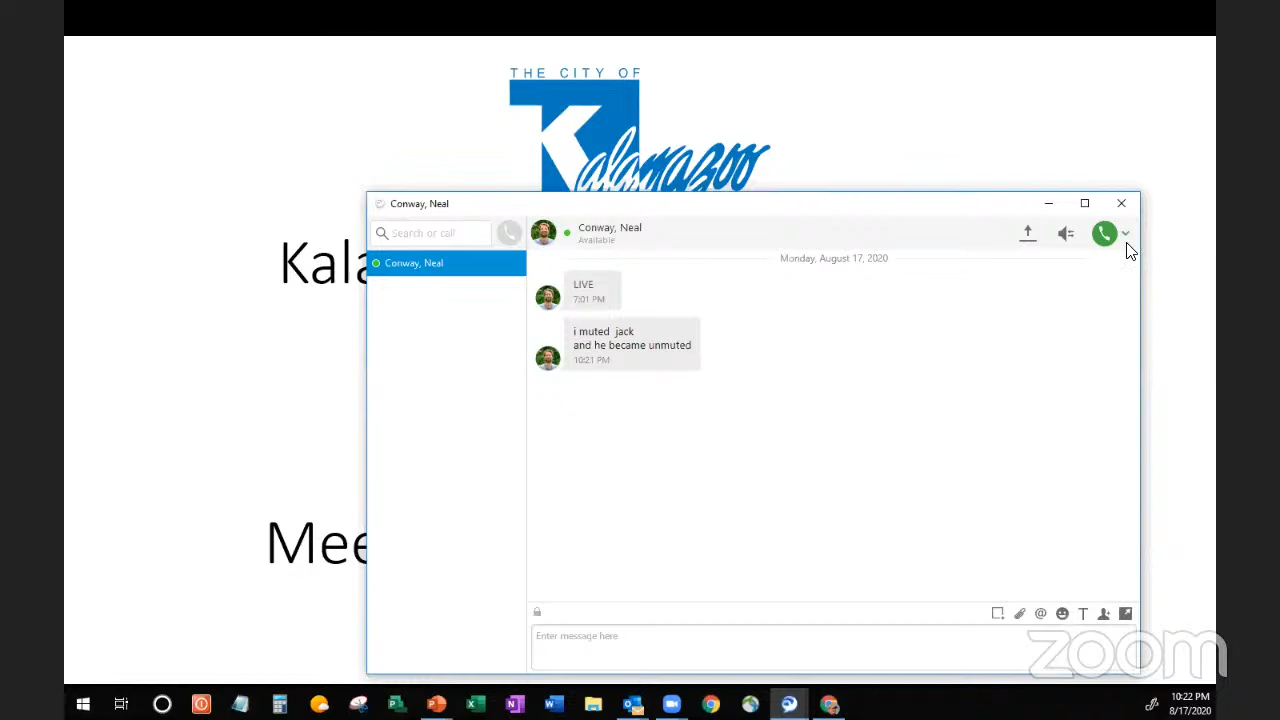 THE CITY OF
Kalamazoo
Kala
Mee
Conway, Neal
Search or call
Conway, Neal
Conway, Neal
Available
Monday, August 17, 2020
LIVE
7:01 PM
i muted jack
and he became unmuted
10:21 PM
Enter message here
zoom
10:22 PM
8/17/2020